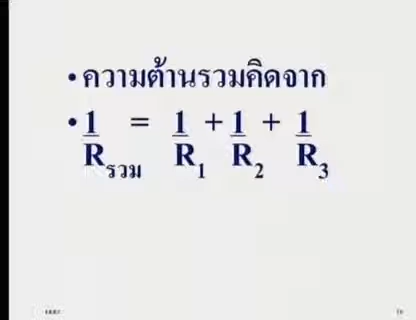 • ความต้านรวมคิดจาก
• 1 = 1 + 1 + 1
R รวม R1 R2 R3